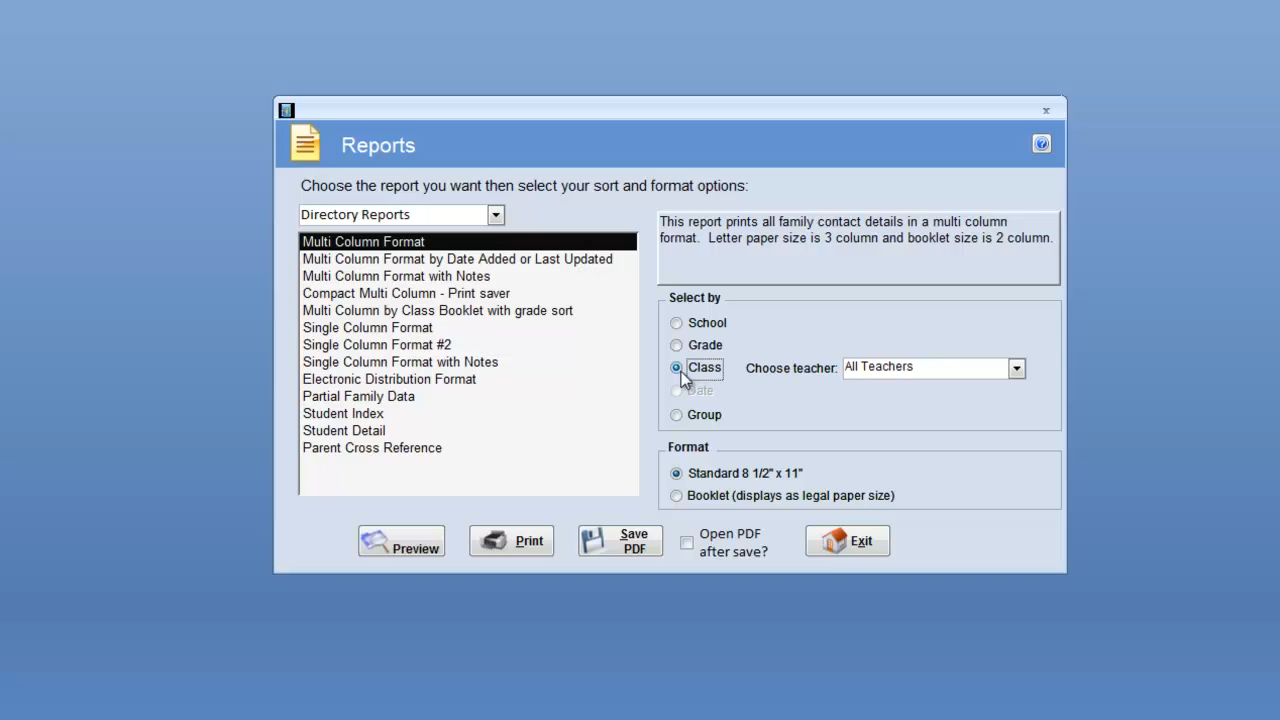 x
Reports
Choose the report you want then select your sort and format options:
Directory Reports
Multi Column Format
Multi Column Format by Date Added or Last Updated
Multi Column Format with Notes
Compact Multi Column - Print saver
Multi Column by Class Booklet with grade sort
Single Column Format
Single Column Format #2
Single Column Format with Notes
Electronic Distribution Format
Partial Family Data
Student Index
Student Detail
Parent Cross Reference
This report prints all family contact details in a multi column
format. Letter paper size is 3 column and booklet size is 2 column.
Select by
School
Grade
Class
Choose teacher: All Teachers
Date
Group
Format
Standard 8 1/2" x 11"
Booklet (displays as legal paper size)
Preview
Print
Save
PDF
Open PDF
after save?
Exit